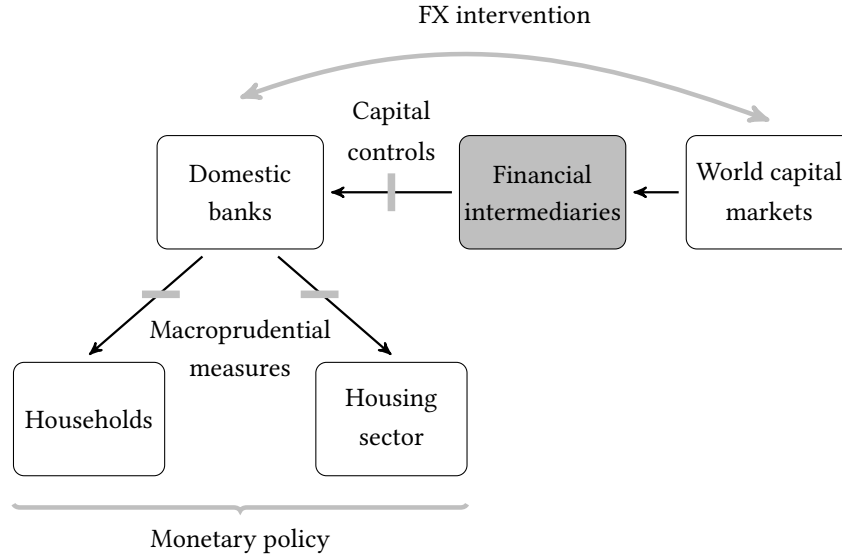 FX intervention
Capital
controls
Domestic
banks
Financial
intermediaries
World capital
markets
Macroprudential
measures
Households
Housing
sector
Monetary policy